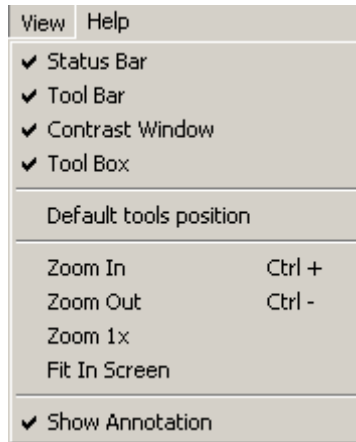 View Help
Status Bar
Tool Bar
Contrast Window
Tool Box
Default tools position
Zoom In Ctrl +
Zoom Out Ctrl -
Zoom 1x
Fit In Screen
Show Annotation